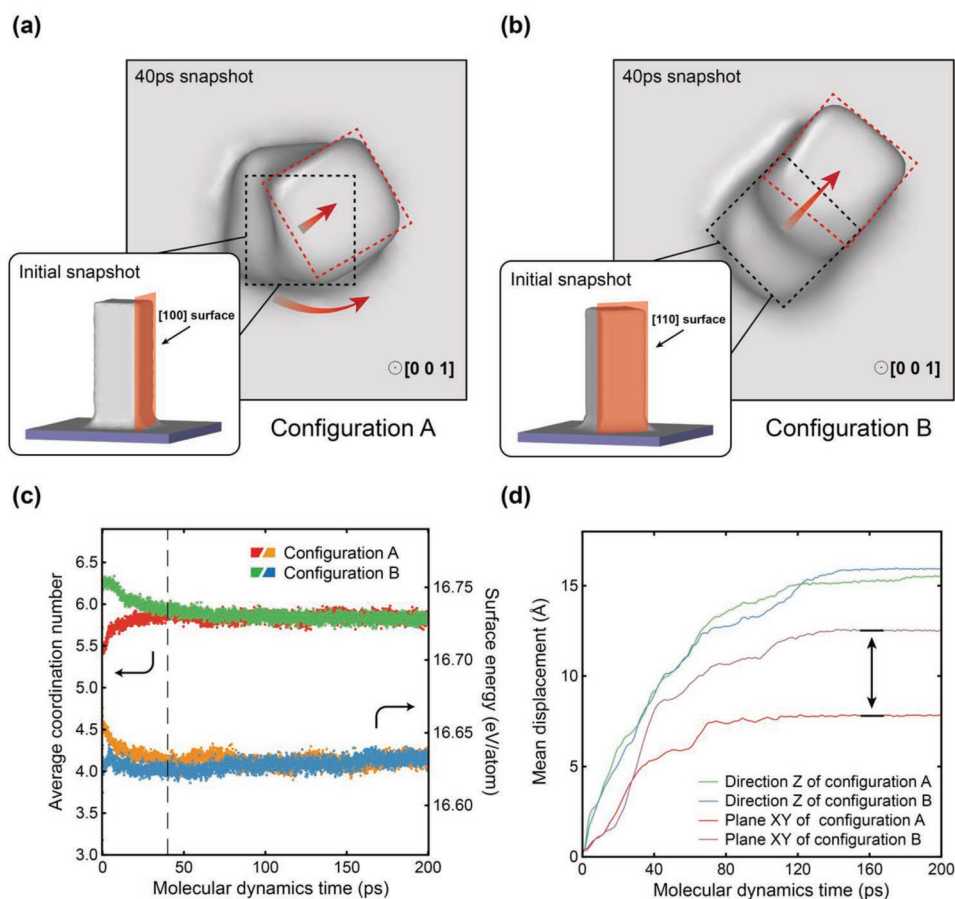 (a)
40ps snapshot
Initial snapshot
[100] surface
[0 0 1]
Configuration A
(b)
40ps snapshot
Initial snapshot
[110] surface
[0 0 1]
Configuration B
(c)
Average coordination number
6.5
6.0
5.5
5.0
4.5
4.0
3.5
3.0
Configuration A
Configuration B
16.75
16.70
16.65
16.60
Surface energy (eV/atom)
0 50 100 150 200
Molecular dynamics time (ps)
(d)
Mean displacement (Å)
15
10
5
0
Direction Z of configuration A
Direction Z of configuration B
Plane XY of configuration A
Plane XY of configuration B
0 40 80 120 160 200
Molecular dynamics time (ps)